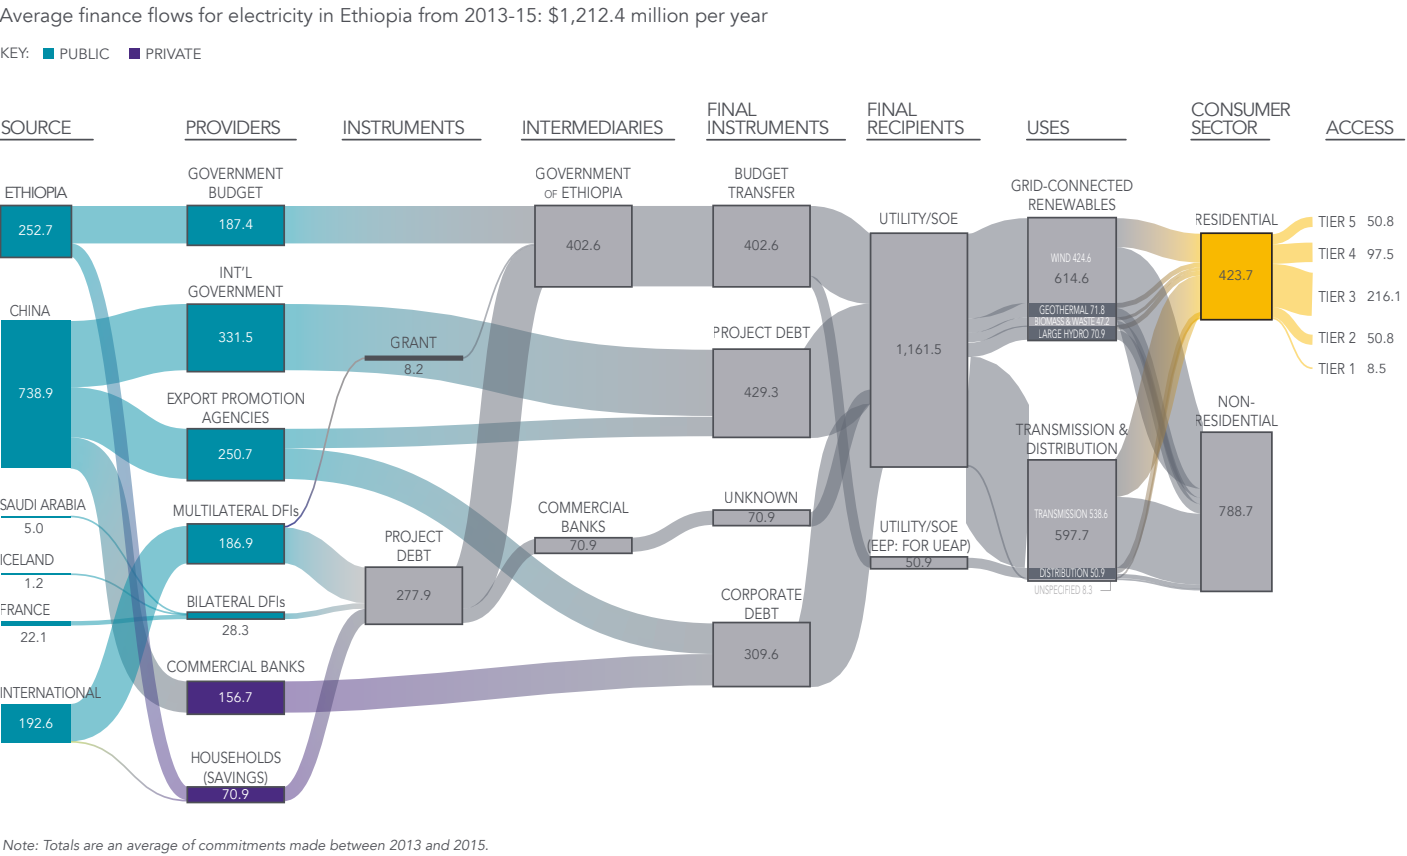 Average finance flows for electricity in Ethiopia from 2013-15: $1,212.4 million per year
KEY: PUBLIC PRIVATE
SOURCE
PROVIDERS
INSTRUMENTS
INTERMEDIARIES
FINAL
INSTRUMENTS
FINAL
RECIPIENTS
USES
CONSUMER
SECTOR
ACCESS
ETHIOPIA
252.7
CHINA
738.9
SAUDI ARABIA
5.0
ICELAND
1.2
FRANCE
22.1
INTERNATIONAL
192.6
GOVERNMENT
BUDGET
187.4
INT'L
GOVERNMENT
331.5
EXPORT PROMOTION
AGENCIES
250.7
MULTILATERAL DFIs
186.9
BILATERAL DFIs
28.3
COMMERCIAL BANKS
156.7
HOUSEHOLDS
(SAVINGS)
70.9
GRANT
8.2
PROJECT
DEBT
277.9
GOVERNMENT
OF ETHIOPIA
402.6
COMMERCIAL
BANKS
70.9
BUDGET
TRANSFER
402.6
PROJECT DEBT
429.3
UNKNOWN
70.9
CORPORATE
DEBT
309.6
UTILITY/SOE
1,161.5
UTILITY/SOE
(EEP: FOR UEAP)
50.9
GRID-CONNECTED
RENEWABLES
WIND 424.6
614.6
GEOTHERMAL 71.8
BIOMASS & WASTE 47.2
LARGE HYDRO 70.9
TRANSMISSION &
DISTRIBUTION
TRANSMISSION 538.6
597.7
DISTRIBUTION 50.9
UNSPECIFIED 8.3
RESIDENTIAL
423.7
NON-
RESIDENTIAL
788.7
TIER 5 50.8
TIER 4 97.5
TIER 3 216.1
TIER 2 50.8
TIER 1 8.5
Note: Totals are an average of commitments made between 2013 and 2015.